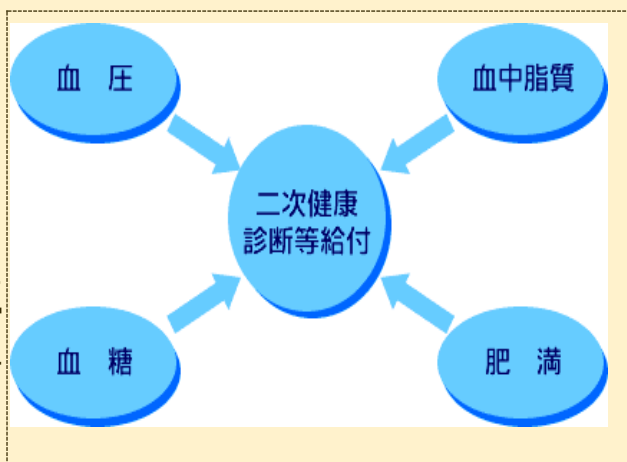 血　圧
血中脂質
二次健康
診断等給付
血　糖
肥　満